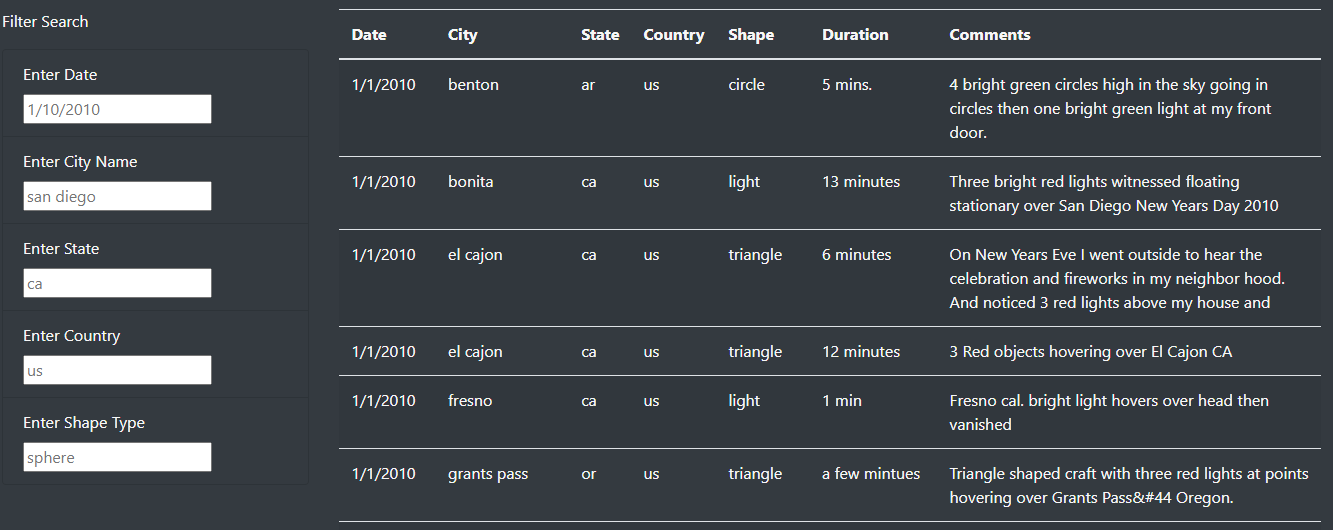 Filter Search
Enter Date
1/10/2010
Enter City Name
san diego
Enter State
ca
Enter Country
us
Enter Shape Type
sphere
Date City State Country Shape Duration Comments
1/1/2010 benton ar us circle 5 mins. 4 bright green circles high in the sky going in
circles then one bright green light at my front
door.
1/1/2010 bonita ca us light 13 minutes Three bright red lights witnessed floating
stationary over San Diego New Years Day 2010
1/1/2010 el cajon ca us triangle 6 minutes On New Years Eve I went outside to hear the
celebration and fireworks in my neighbor hood.
And noticed 3 red lights above my house and
1/1/2010 el cajon ca us triangle 12 minutes 3 Red objects hovering over El Cajon CA
1/1/2010 fresno ca us light 1 min Fresno cal. bright light hovers over head then
vanished
1/1/2010 grants pass or us triangle a few mintues Triangle shaped craft with three red lights at points
hovering over Grants Pass&#44 Oregon.